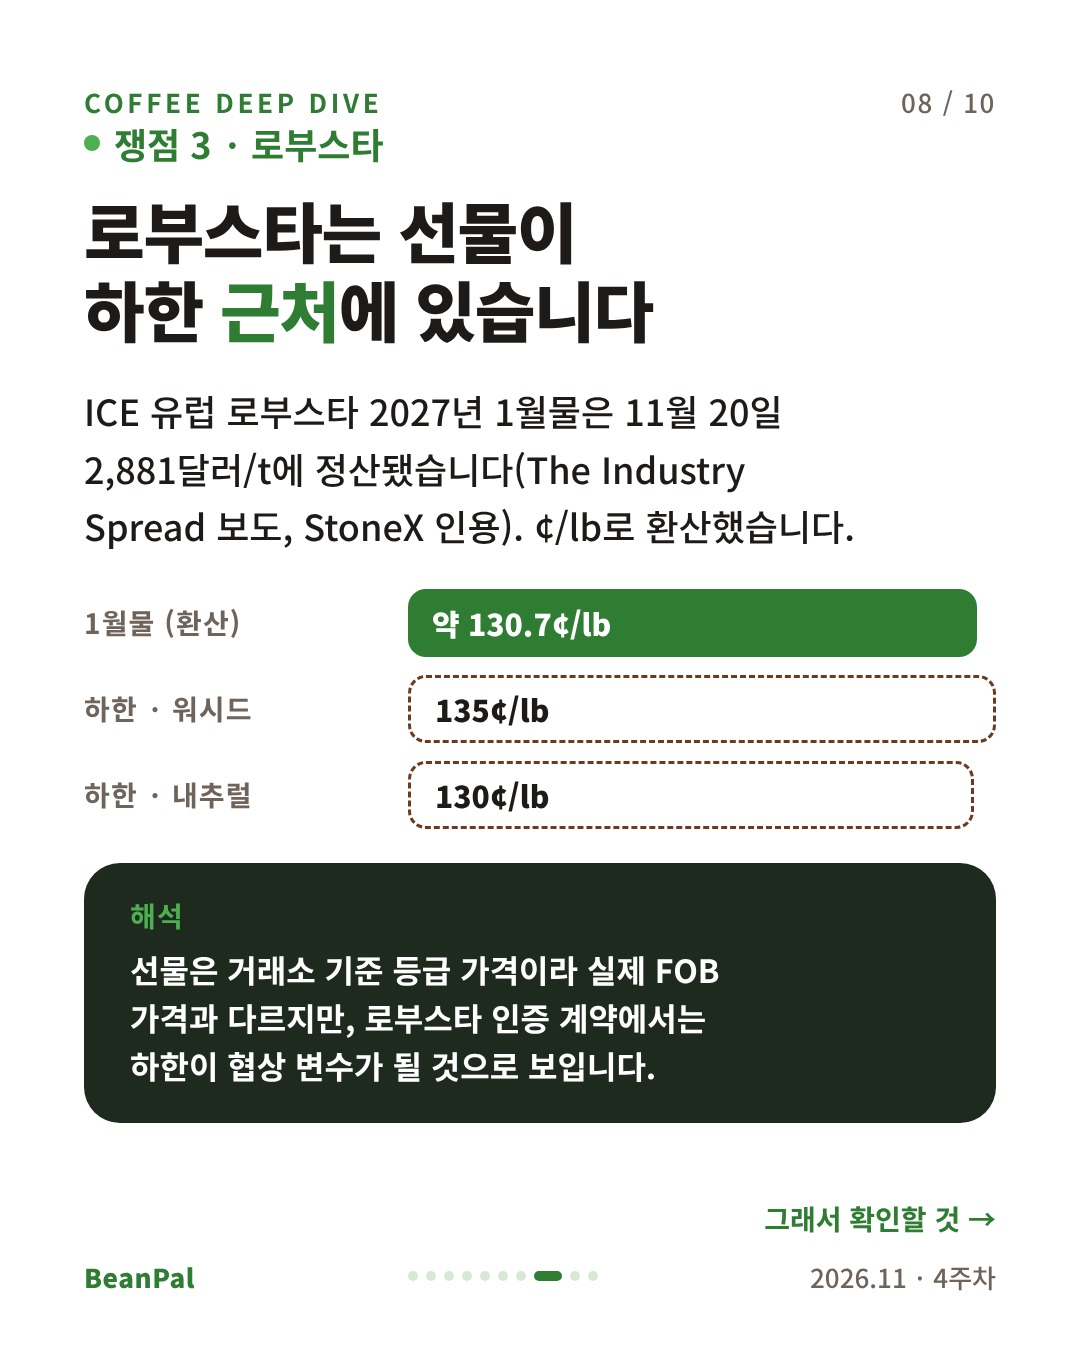 COFFEE DEEP DIVE
08 / 10
쟁점 3 · 로부스타
로부스타는 선물이
하한 근처에 있습니다
ICE 유럽 로부스타 2027년 1월물은 11월 20일
2,881달러/t에 정산됐습니다(The Industry
Spread 보도, StoneX 인용). ¢/lb로 환산했습니다.
1월물 (환산)
약 130.7¢/lb
하한 · 워시드
135¢/lb
하한 · 내추럴
130¢/lb
해석
선물은 거래소 기준 등급 가격이라 실제 FOB
가격과 다르지만, 로부스타 인증 계약에서는
하한이 협상 변수가 될 것으로 보입니다.
그래서 확인할 것 →
BeanPal
2026.11 · 4주차